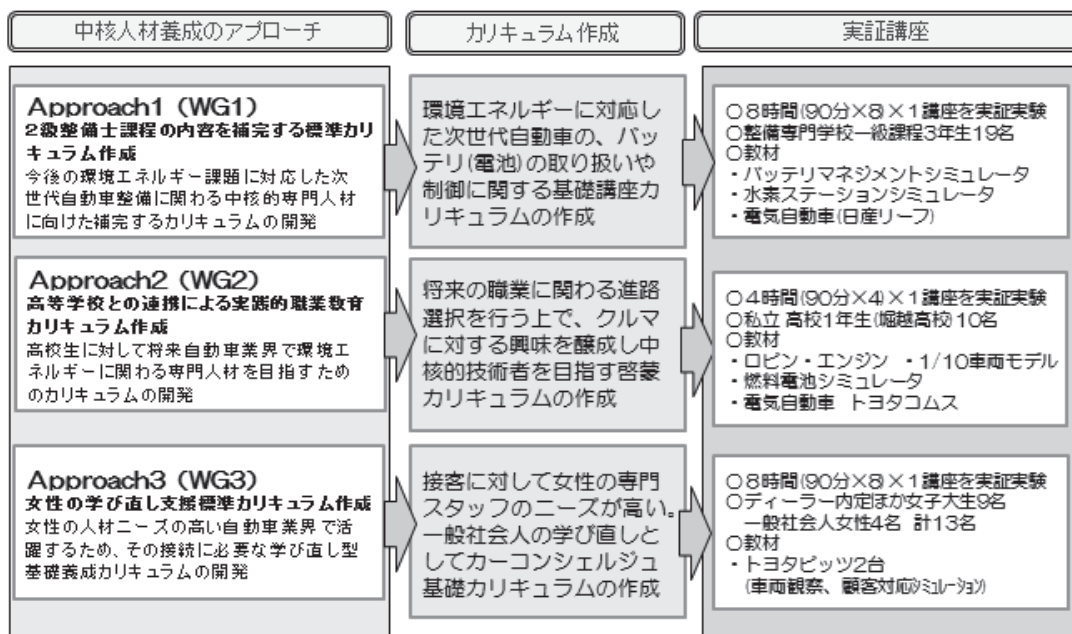 中核人材養成のアプローチ
カリキュラム作成
実証講座
Approach1 (WG1)
2級整備士課程の内容を補完する標準カリ
キュラム作成
今後の環境エネルギー課題に対応した次
世代自動車整備に関わる中核的専門人材
に向けた補完するカリキュラムの開発
環境エネルギーに対応し
た次世代自動車の、バッ
テリ(電池)の取り扱いや
制御に関する基礎講座カ
リキュラムの作成
○8時間(90分×8)×1講座を実証実験
○整備専門学校一級課程3年生19名
○教材
・バッテリマネジメントシミュレータ
・水素ステーションシミュレータ
・電気自動車(日産リーフ)
Approach2 (WG2)
高等学校との連携による実践的職業教育
カリキュラム作成
高校生に対して将来自動車業界で環境エ
ネルギーに関わる専門人材を目指すため
のカリキュラムの開発
将来の職業に関わる進路
選択を行う上で、クルマ
に対する興味を醸成し中
核的技術者を目指す啓蒙
カリキュラムの作成
○4時間(90分×4)×1講座を実証実験
○私立 高校1年生(堀越高校)10名
○教材
・ロビン・エンジン ・1/10車両モデル
・燃料電池シミュレータ
・電気自動車 トヨタコムス
Approach3 (WG3)
女性の学び直し支援標準カリキュラム作成
女性の人材ニーズの高い自動車業界で活
躍するため、その接続に必要な学び直し型
基礎養成カリキュラムの開発
接客に対して女性の専門
スタッフのニーズが高い。
一般社会人の学び直しと
してカーコンシェルジュ
基礎カリキュラムの作成
○8時間(90分×8)×1講座を実証実験
○ディーラー内定ほか女子大生9名
一般社会人女性4名 計13名
○教材
・トヨタビッツ2台
(車両観察、顧客対応シミュレーション)